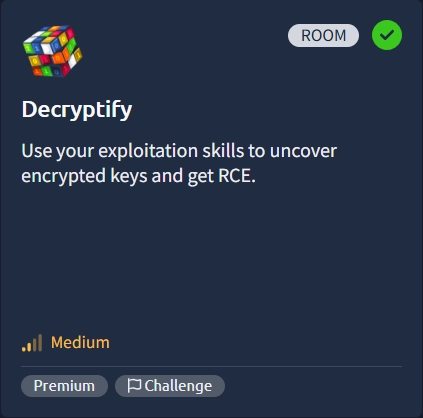 ROOM
Decryptify
Use your exploitation skills to uncover
encrypted keys and get RCE.
Medium
Premium
Challenge